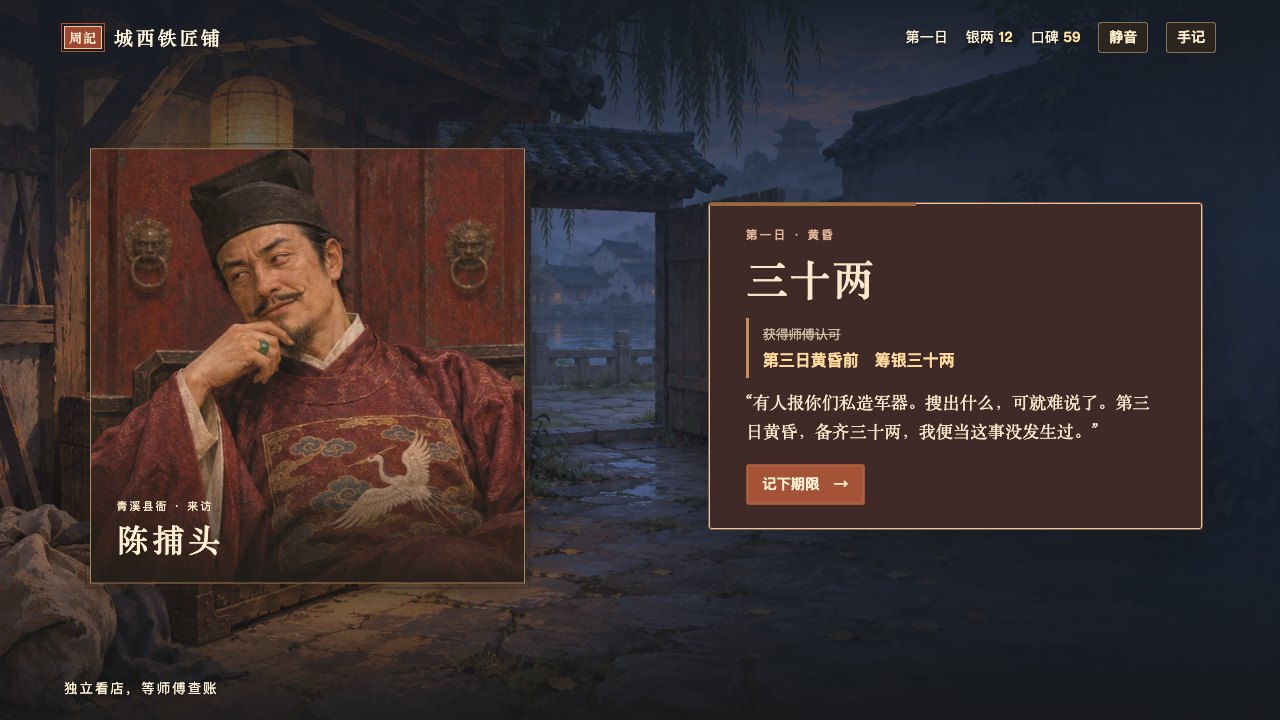 周記 城西铁匠铺
第一日 银两 12 口碑 59 静音 手记
第一日 · 黄昏
三十两
获得师傅认可
第三日黄昏前 筹银三十两
“有人报你们私造军器。搜出什么，可就难说了。第三
日黄昏，备齐三十两，我便当这事没发生过。”
记下期限 →
青溪县衙 · 来访
陈捕头
独立看店，等师傅查账